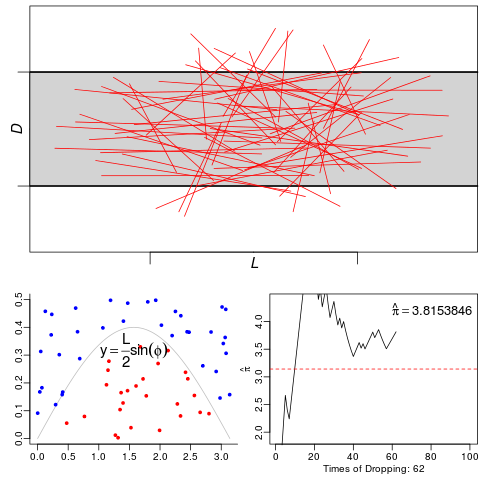 D
L
0.0 0.1 0.2 0.3 0.4 0.5
y = L/2 sin(ϕ)
0.0 0.5 1.0 1.5 2.0 2.5 3.0
π̂
2.0 2.5 3.0 3.5 4.0
π̂ = 3.8153846
0 20 40 60 80 100
Times of Dropping: 62